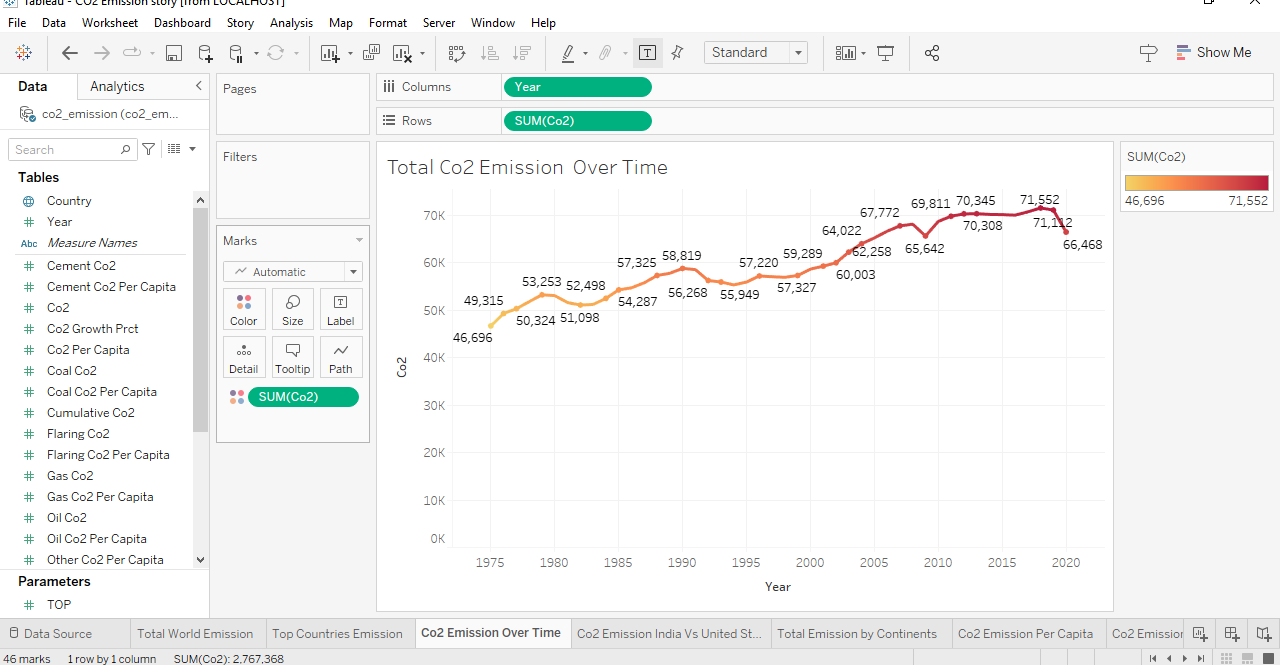 Tableau - CO2 Emission story [from LOCALHOST]
File Data Worksheet Dashboard Story Analysis Map Format Server Window Help
Standard
Show Me
Data Analytics
co2_emission (co2_em...
Search
Tables
Country
Year
Abc Measure Names
Cement Co2
Cement Co2 Per Capita
Co2
Co2 Growth Prct
Co2 Per Capita
Coal Co2
Coal Co2 Per Capita
Cumulative Co2
Flaring Co2
Flaring Co2 Per Capita
Gas Co2
Gas Co2 Per Capita
Oil Co2
Oil Co2 Per Capita
Other Co2 Per Capita
Parameters
TOP
Pages
Filters
Marks
Automatic
Color Size Label
Detail Tooltip Path
SUM(Co2)
Columns Year
Rows SUM(Co2)
Total Co2 Emission Over Time
70K
60K
50K
40K
30K
20K
10K
0K
Co2
46,696
49,315
50,324
53,253
51,098
52,498
54,287
57,325
58,819
56,268
55,949
57,220
57,327
59,289
60,003
64,022
62,258
67,772
65,642
69,811
70,345
70,308
71,552
71,112
66,468
1975 1980 1985 1990 1995 2000 2005 2010 2015 2020
Year
SUM(Co2)
46,696 71,552
Data Source Total World Emission Top Countries Emission Co2 Emission Over Time Co2 Emission India Vs United St... Total Emission by Continents Co2 Emission Per Capita Co2 Emission
46 marks 1 row by 1 column SUM(Co2): 2,767,368